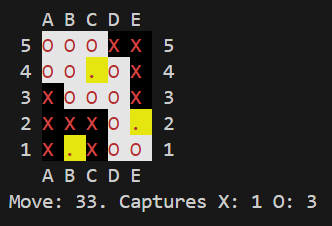 A B C D E
5 O O O X X 5
4 O O . O X 4
3 X O O O X 3
2 X X X O . 2
1 X . X O O 1
A B C D E
Move: 33. Captures X: 1 O: 3